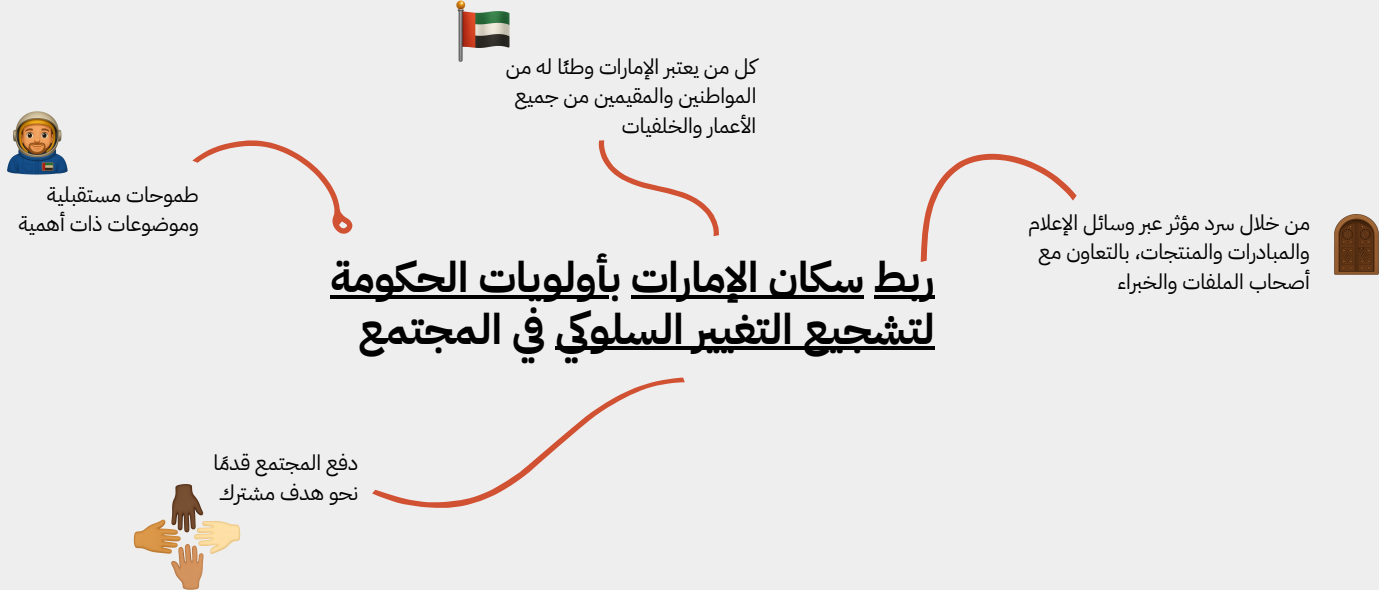 كل من يعتبر الإمارات وطنًا له من
المواطنين والمقيمين من جميع
الأعمار والخلفيات
من خلال سرد مؤثر عبر وسائل الإعلام
والمبادرات والمنتجات، بالتعاون مع
أصحاب الملفات والخبراء
طموحات مستقبلية
وموضوعات ذات أهمية
ربط سكان الإمارات بأولويات الحكومة
لتشجيع التغيير السلوكي في المجتمع
دفع المجتمع قدمًا
نحو هدف مشترك